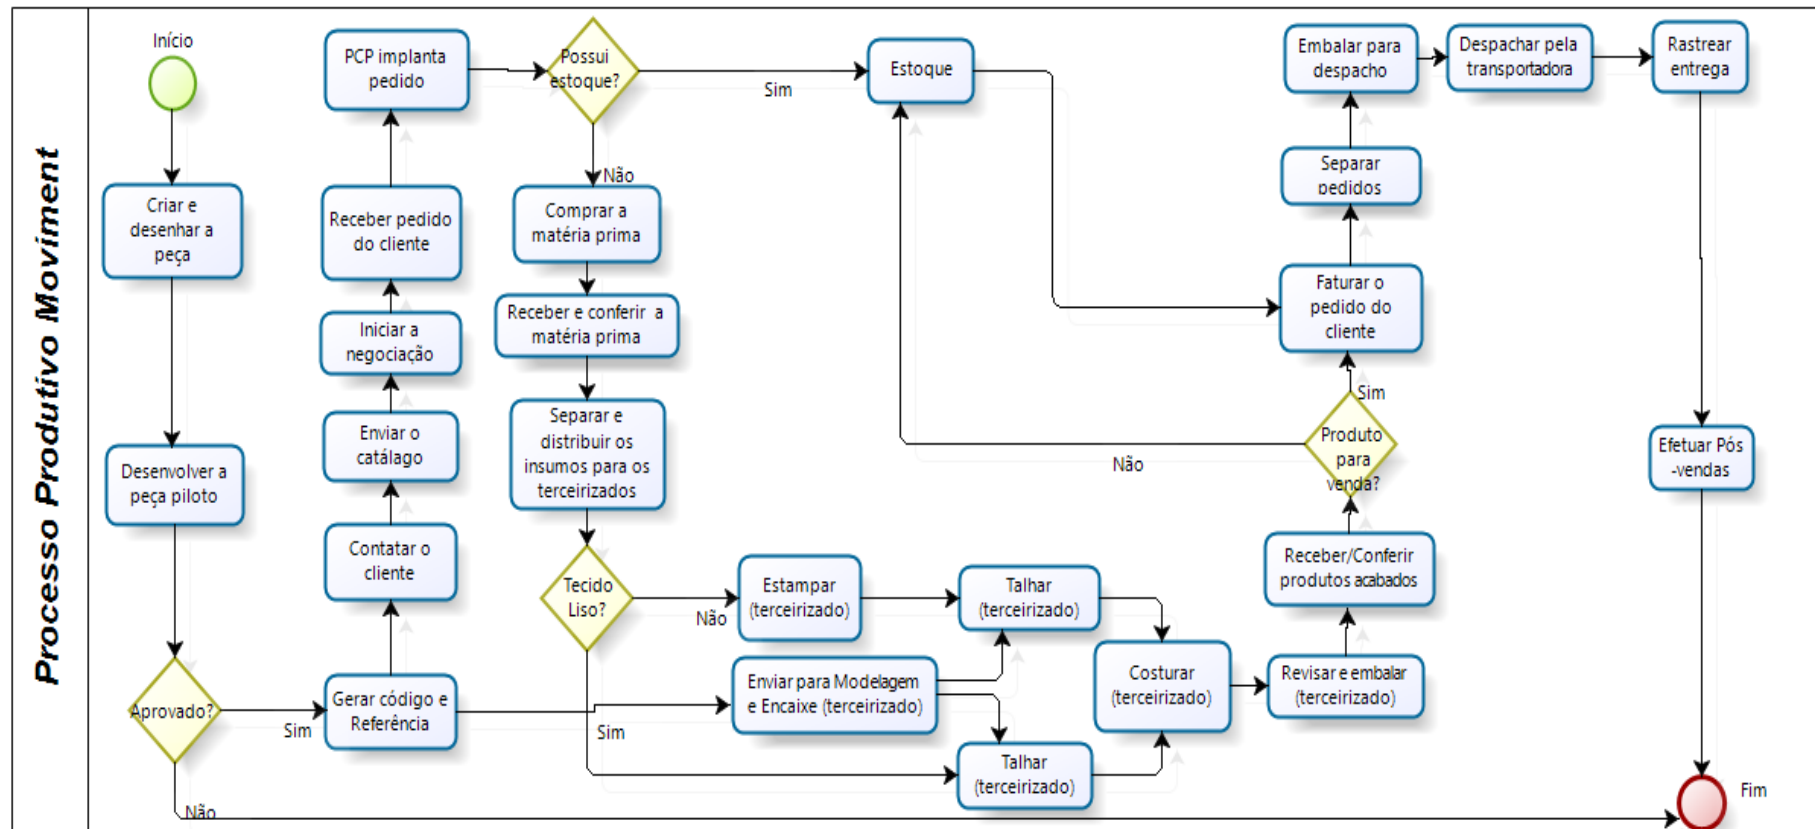 Processo Produtivo Moviment
Início
Criar e
desenhar a
peça
Desenvolver a
peça piloto
Aprovado?
Sim
Não
Gerar código e
Referência
Contatar o
cliente
Enviar o
catálago
Iniciar a
negociação
Receber pedido
do cliente
PCP implanta
pedido
Possui
estoque?
Sim
Não
Estoque
Comprar a
matéria prima
Receber e conferir a
matéria prima
Separar e
distribuir os
insumos para os
terceirizados
Tecido
Liso?
Não
Sim
Estampar
(terceirizado)
Enviar para Modelagem
e Encaixe (terceirizado)
Talhar
(terceirizado)
Talhar
(terceirizado)
Costurar
(terceirizado)
Revisar e embalar
(terceirizado)
Receber/Conferir
produtos acabados
Produto
para
venda?
Não
Sim
Faturar o
pedido do
cliente
Separar
pedidos
Embalar para
despacho
Despachar pela
transportadora
Rastrear
entrega
Efetuar Pós
-vendas
Fim